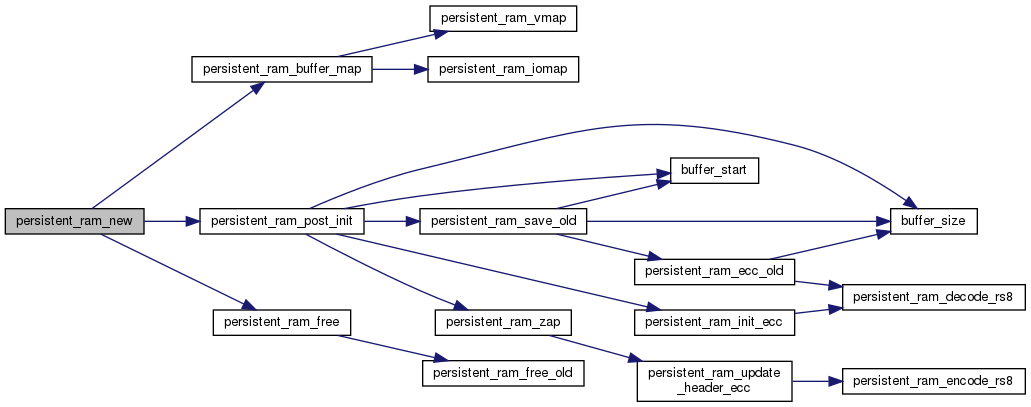 persistent_ram_vmap
persistent_ram_buffer_map
persistent_ram_iomap
buffer_start
persistent_ram_new
persistent_ram_post_init
persistent_ram_save_old
buffer_size
persistent_ram_ecc_old
persistent_ram_decode_rs8
persistent_ram_free
persistent_ram_zap
persistent_ram_init_ecc
persistent_ram_free_old
persistent_ram_update
_header_ecc
persistent_ram_encode_rs8